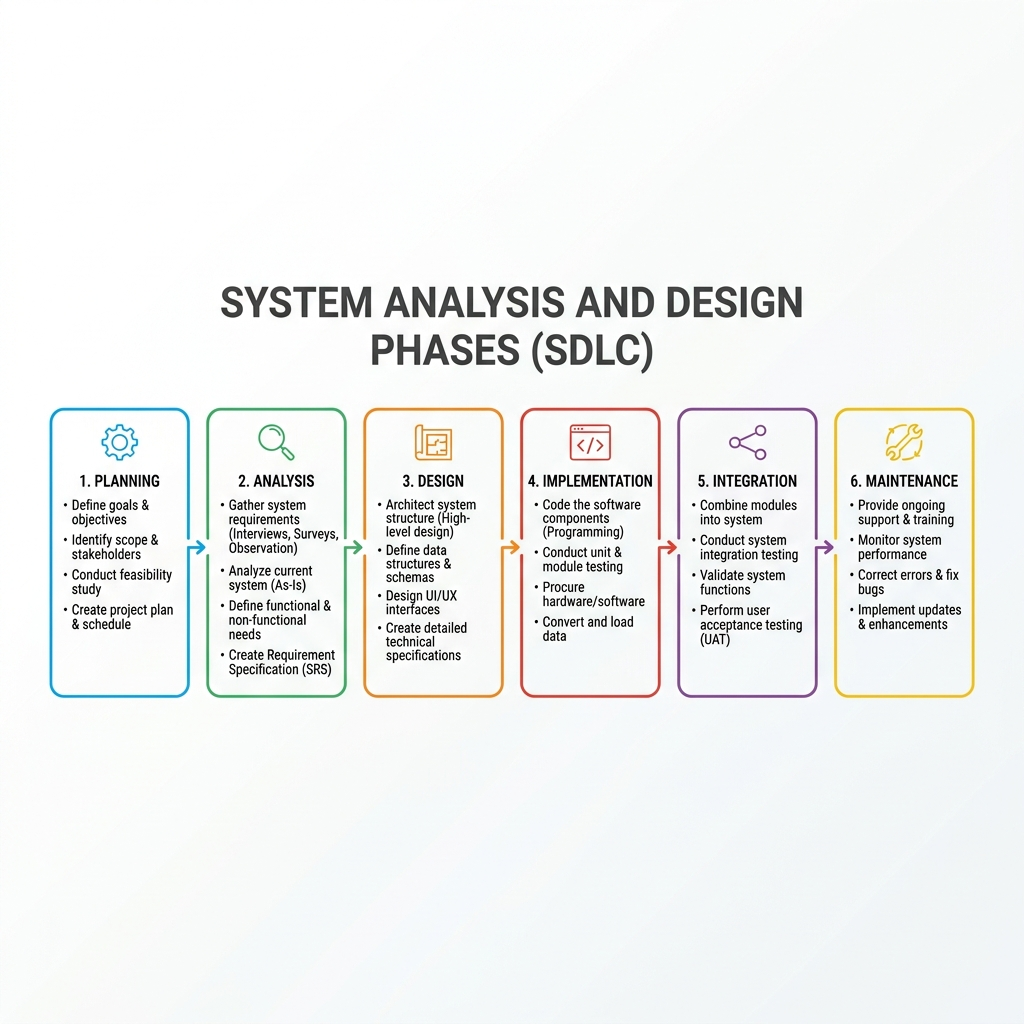 SYSTEM ANALYSIS AND DESIGN
PHASES (SDLC)
1. PLANNING
• Define goals &
objectives
• Identify scope &
stakeholders
• Conduct feasibility
study
• Create project plan
& schedule
2. ANALYSIS
• Gather system
requirements
(Interviews, Surveys,
Observation)
• Analyze current
system (As-Is)
• Define functional &
non-functional
needs
• Create Requirement
Specification (SRS)
3. DESIGN
• Architect system
structure (High-
level design)
• Define data
structures &
schemas
• Design UI/UX
interfaces
• Create detailed
technical
specifications
</>
4. IMPLEMENTATION
• Code the software
components
(Programming)
• Conduct unit &
module testing
• Procure
hardware/software
• Convert and load
data
5. INTEGRATION
• Combine modules
into system
• Conduct system
integration testing
• Validate system
functions
• Perform user
acceptance testing
(UAT)
6. MAINTENANCE
• Provide ongoing
support & training
• Monitor system
performance
• Correct errors & fix
bugs
• Implement updates
& enhancements